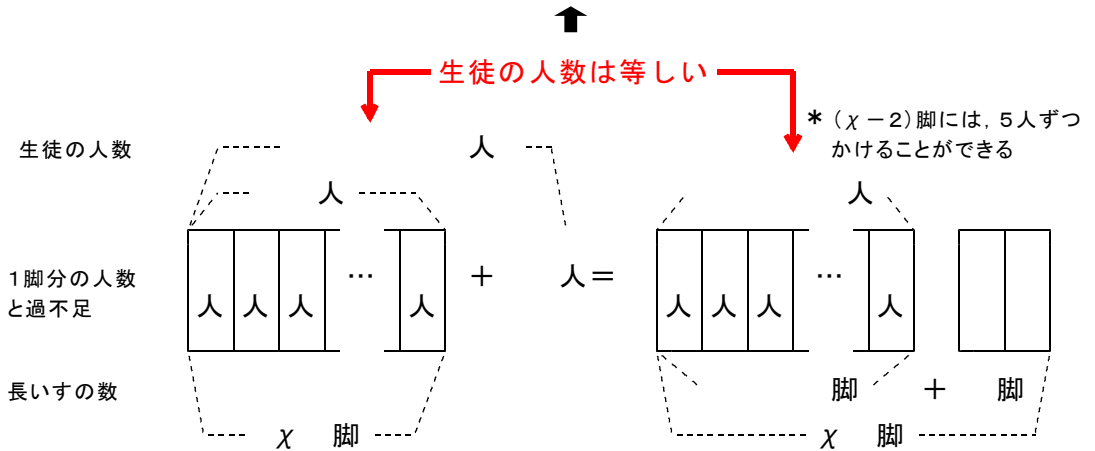 生徒の人数は等しい
* (χ－2)脚には，5人ずつ
かけることができる
生徒の人数 人
人 人
1脚分の人数
と過不足
人 人 人 … 人 ＋ 人＝ 人 人 人 … 人
長いすの数 脚 ＋ 脚
χ 脚 χ 脚